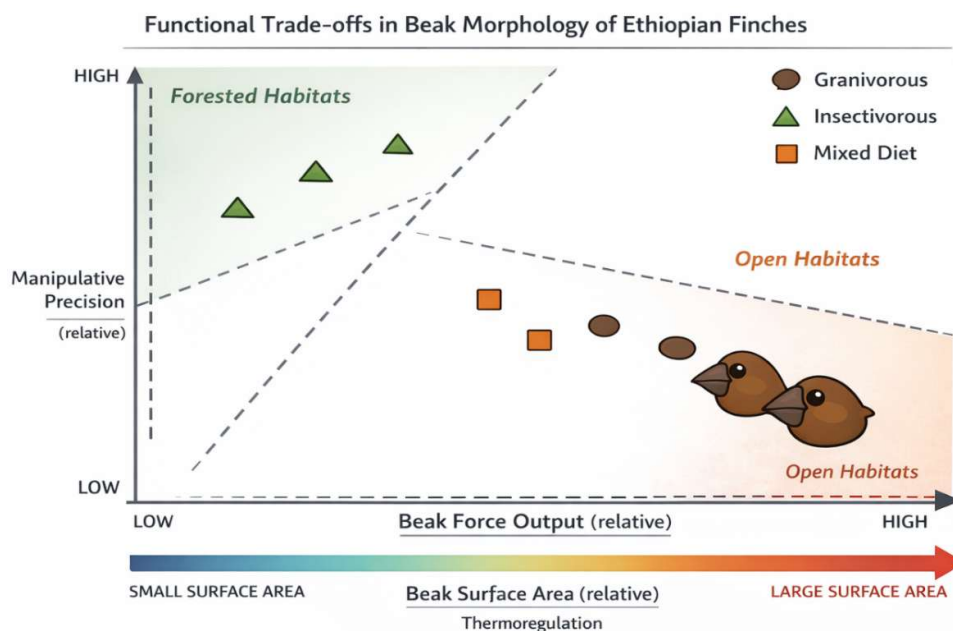 Functional Trade-offs in Beak Morphology of Ethiopian Finches
HIGH
Forested Habitats
Granivorous
Insectivorous
Mixed Diet
Manipulative
Precision
(relative)
Open Habitats
Open Habitats
LOW
LOW
Beak Force Output (relative)
HIGH
SMALL SURFACE AREA
Beak Surface Area (relative)
LARGE SURFACE AREA
Thermoregulation